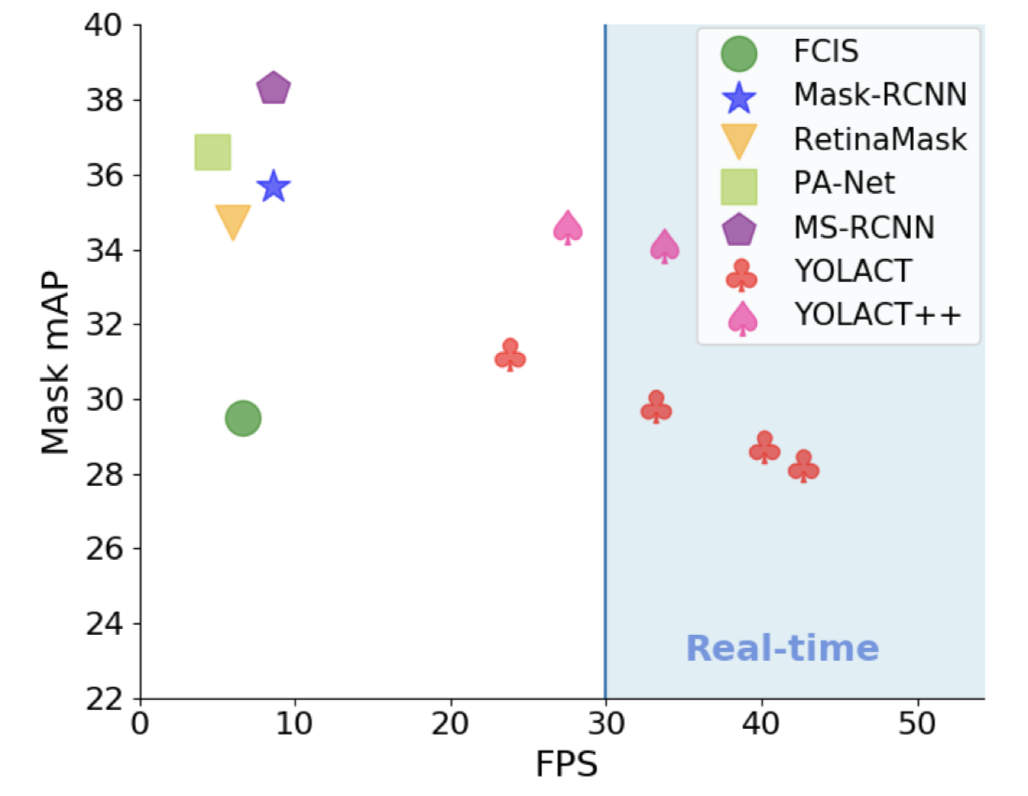 40
38
36
34
32
30
28
26
24
22
Mask mAP
0 10 20 30 40 50
FPS
FCIS
Mask-RCNN
RetinaMask
PA-Net
MS-RCNN
YOLACT
YOLACT++
Real-time